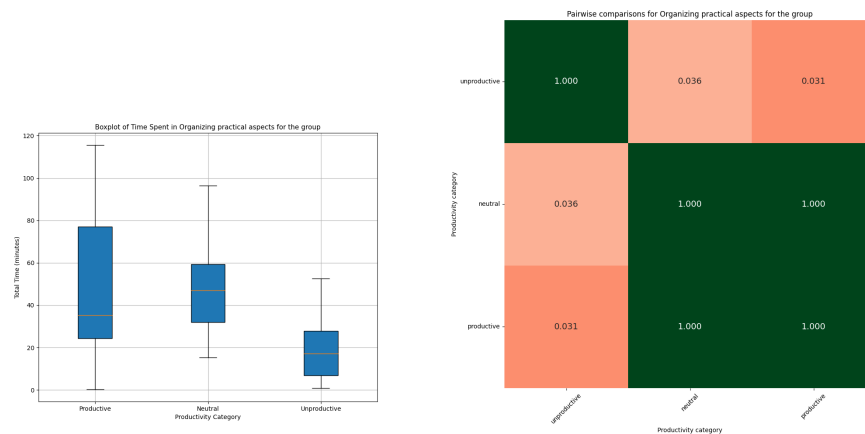 Boxplot of Time Spent in Organizing practical aspects for the group
120
100
80
60
40
20
0
Total Time (minutes)
Productive Neutral Unproductive
Productivity Category
Pairwise comparisons for Organizing practical aspects for the group
unproductive 1.000 0.036 0.031
neutral 0.036 1.000 1.000
productive 0.031 1.000 1.000
Productivity category
unproductive neutral productive
Productivity category